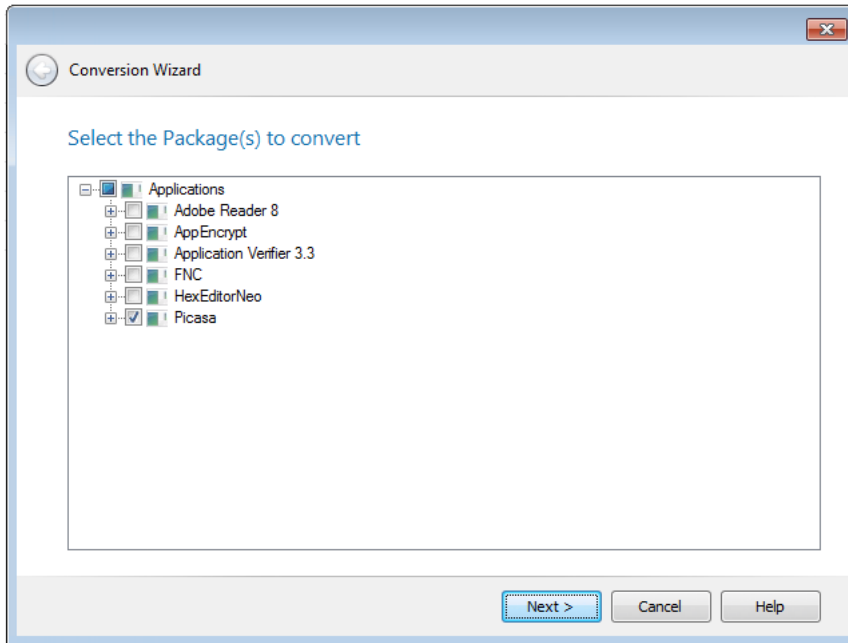 Conversion Wizard
Select the Package(s) to convert
Applications
Adobe Reader 8
AppEncrypt
Application Verifier 3.3
FNC
HexEditorNeo
Picasa
Next > Cancel Help